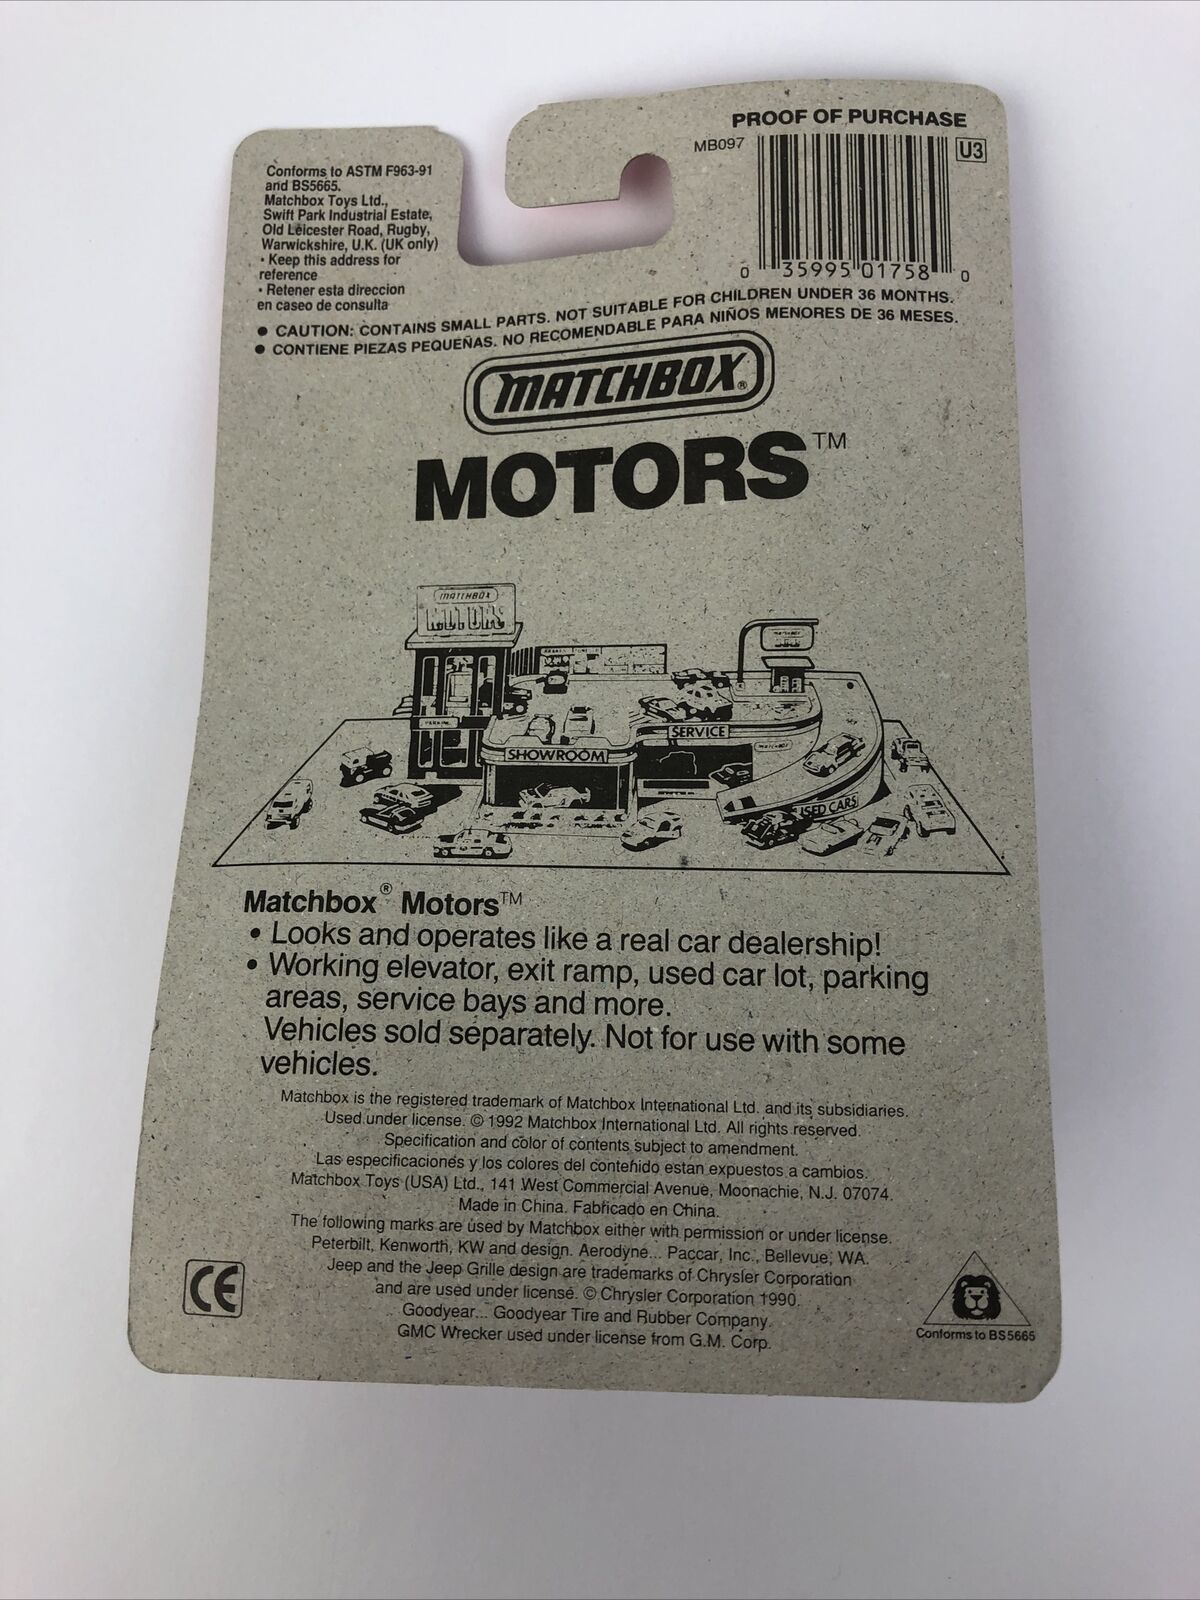 PROOF OF PURCHASE
MB097
U3
0 35995 01758 0
Conforms to ASTM F963-91
and BS5665.
Matchbox Toys Ltd.,
Swift Park Industrial Estate,
Old Leicester Road, Rugby,
Warwickshire, U.K. (UK only)
• Keep this address for
reference
• Retener esta direccion
en caseo de consulta
• CAUTION: CONTAINS SMALL PARTS. NOT SUITABLE FOR CHILDREN UNDER 36 MONTHS.
• CONTIENE PIEZAS PEQUEÑAS. NO RECOMENDABLE PARA NIÑOS MENORES DE 36 MESES.
MATCHBOX®
MOTORS™
MATCHBOX
MOTORS
PARKING
SERVICE
SHOWROOM
MATCHBOX
USED CARS
Matchbox® Motors™
• Looks and operates like a real car dealership!
• Working elevator, exit ramp, used car lot, parking
areas, service bays and more.
Vehicles sold separately. Not for use with some
vehicles.
Matchbox is the registered trademark of Matchbox International Ltd. and its subsidiaries.
Used under license. © 1992 Matchbox International Ltd. All rights reserved.
Specification and color of contents subject to amendment.
Las especificaciones y los colores del contehido estan expuestos a cambios.
Matchbox Toys (USA) Ltd., 141 West Commercial Avenue, Moonachie, N.J. 07074.
Made in China. Fabricado en China.
The following marks are used by Matchbox either with permission or under license.
Peterbilt, Kenworth, KW and design. Aerodyne... Paccar, Inc., Bellevue, WA.
Jeep and the Jeep Grille design are trademarks of Chrysler Corporation
and are used under license. © Chrysler Corporation 1990.
Goodyear... Goodyear Tire and Rubber Company.
GMC Wrecker used under license from G.M. Corp.
CE
Conforms to BS5665